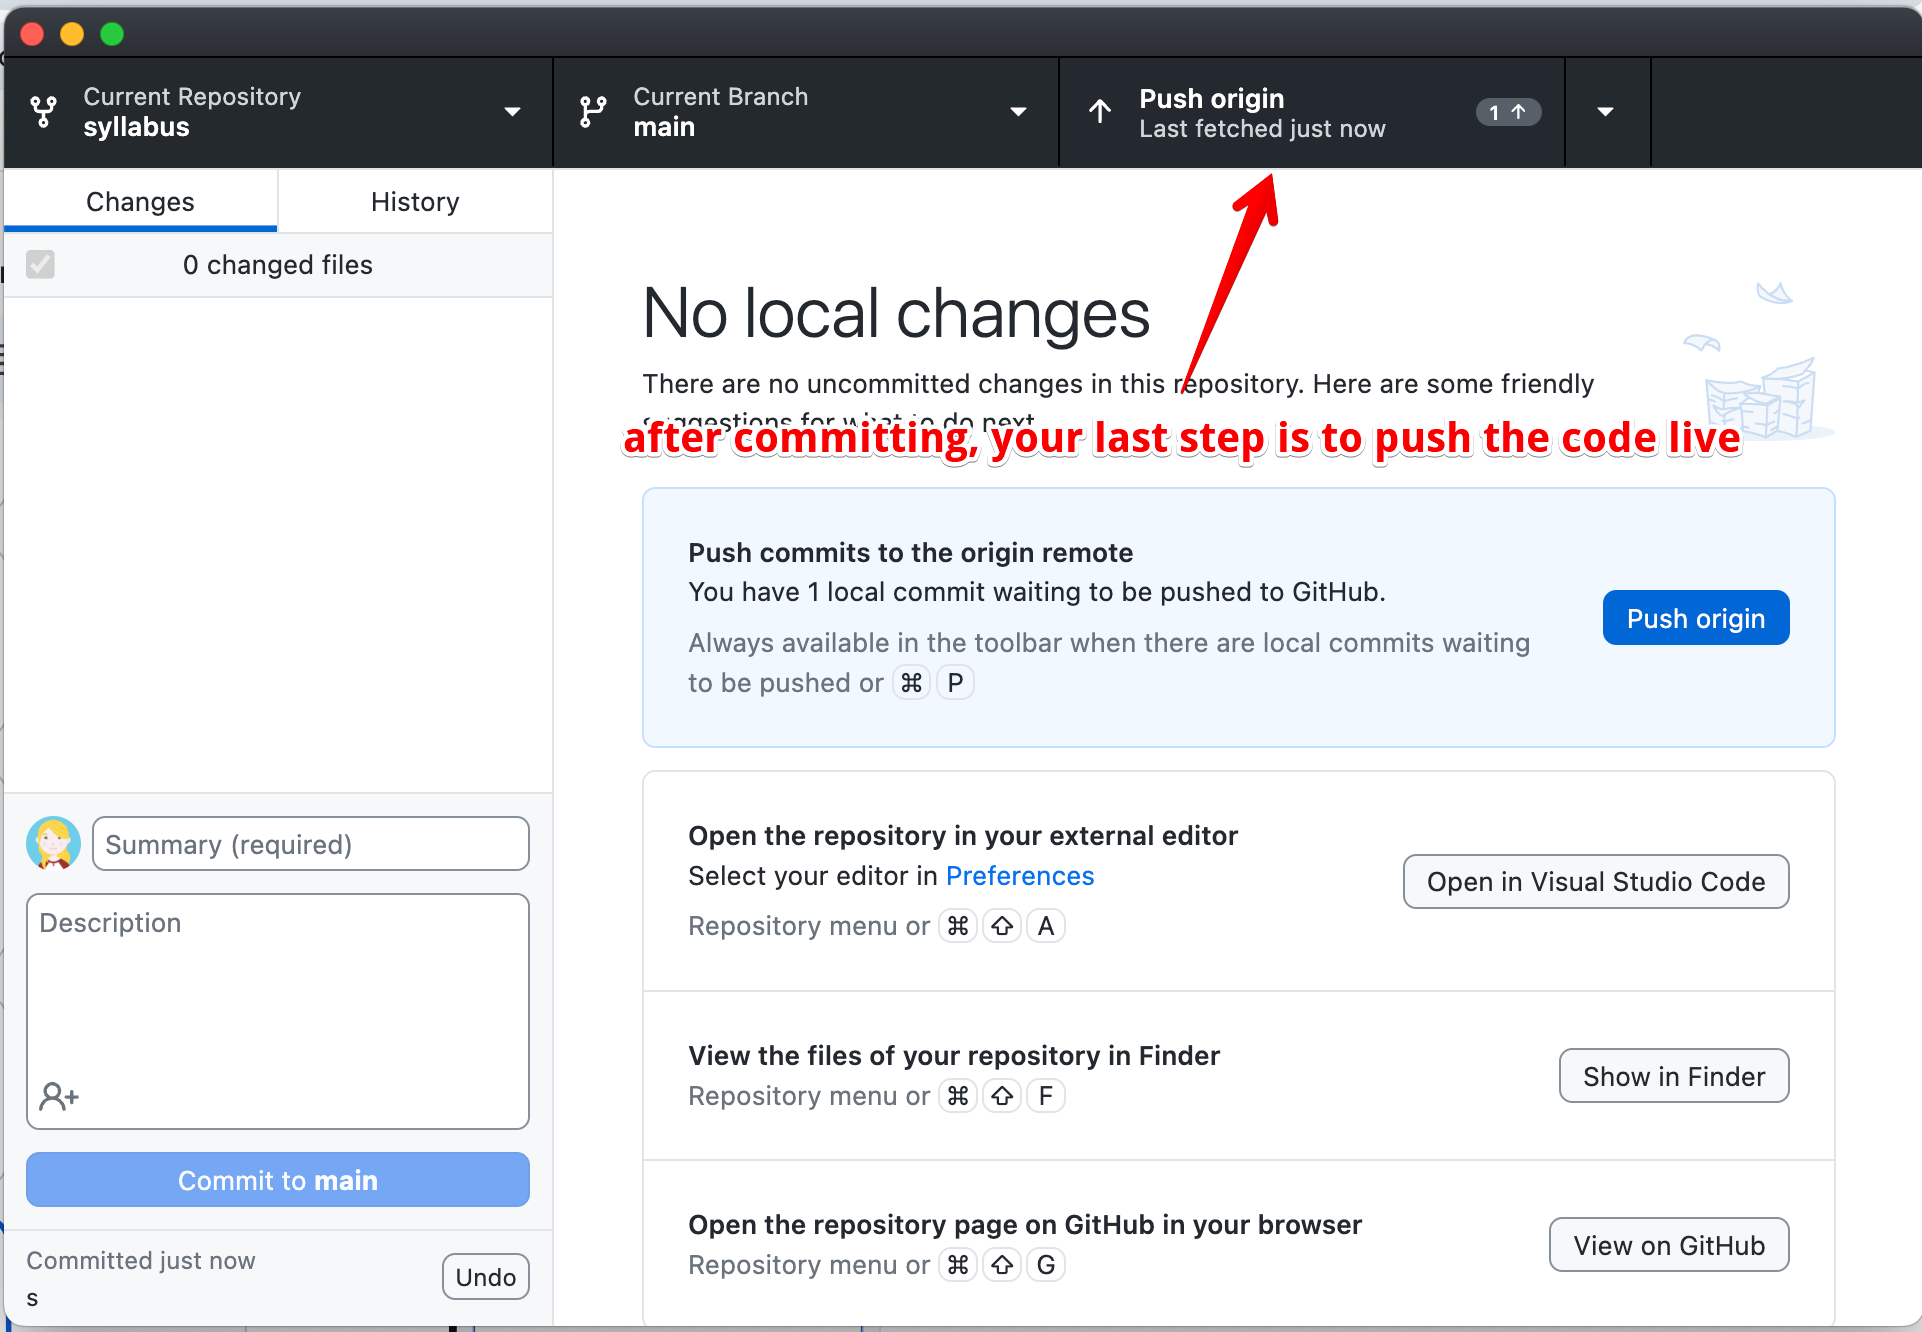 Current Repository
syllabus
Current Branch
main
Push origin
Last fetched just now
1
Changes
History
0 changed files
No local changes
There are no uncommitted changes in this repository. Here are some friendly
suggestions for what to do next.
after committing, your last step is to push the code live
Push commits to the origin remote
You have 1 local commit waiting to be pushed to GitHub.
Always available in the toolbar when there are local commits waiting
to be pushed or ⌘ P
Push origin
Open the repository in your external editor
Select your editor in Preferences
Repository menu or ⌘ ⇧ A
Open in Visual Studio Code
View the files of your repository in Finder
Repository menu or ⌘ ⇧ F
Show in Finder
Open the repository page on GitHub in your browser
Repository menu or ⌘ ⇧ G
View on GitHub
Summary (required)
Description
Commit to main
Committed just now
s
Undo